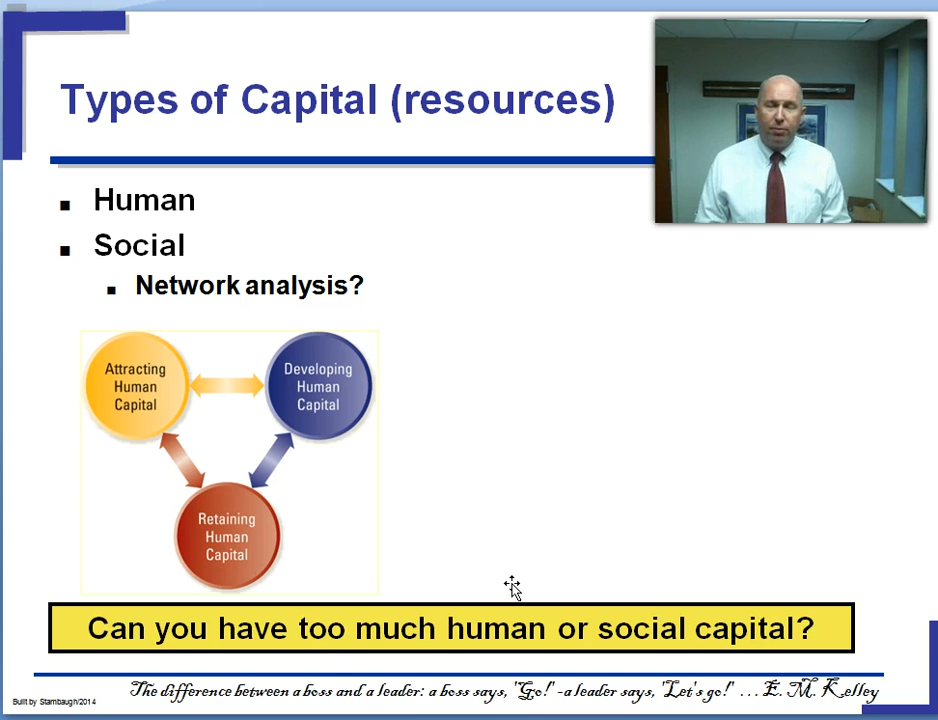 Types of Capital (resources)
Human
Social
Network analysis?
Attracting
Human
Capital
Developing
Human
Capital
Retaining
Human
Capital
Can you have too much human or social capital?
The difference between a boss and a leader: a boss says, 'Go!' -a leader says, 'Let's go!' ... E. M. Kelley
Built by Stambaugh/2014